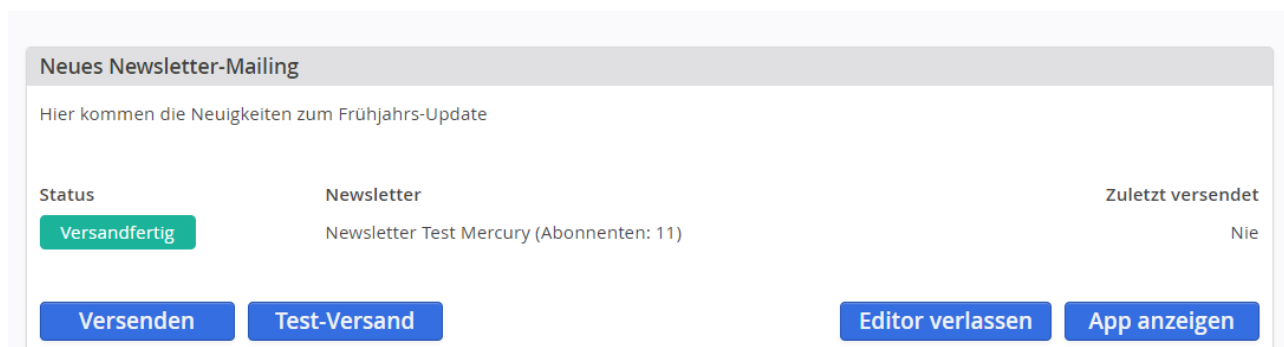 Neues Newsletter-Mailing
Hier kommen die Neuigkeiten zum Frühjahrs-Update
Status Newsletter Zuletzt versendet
Versandfertig Newsletter Test Mercury (Abonnenten: 11) Nie
Versenden Test-Versand Editor verlassen App anzeigen